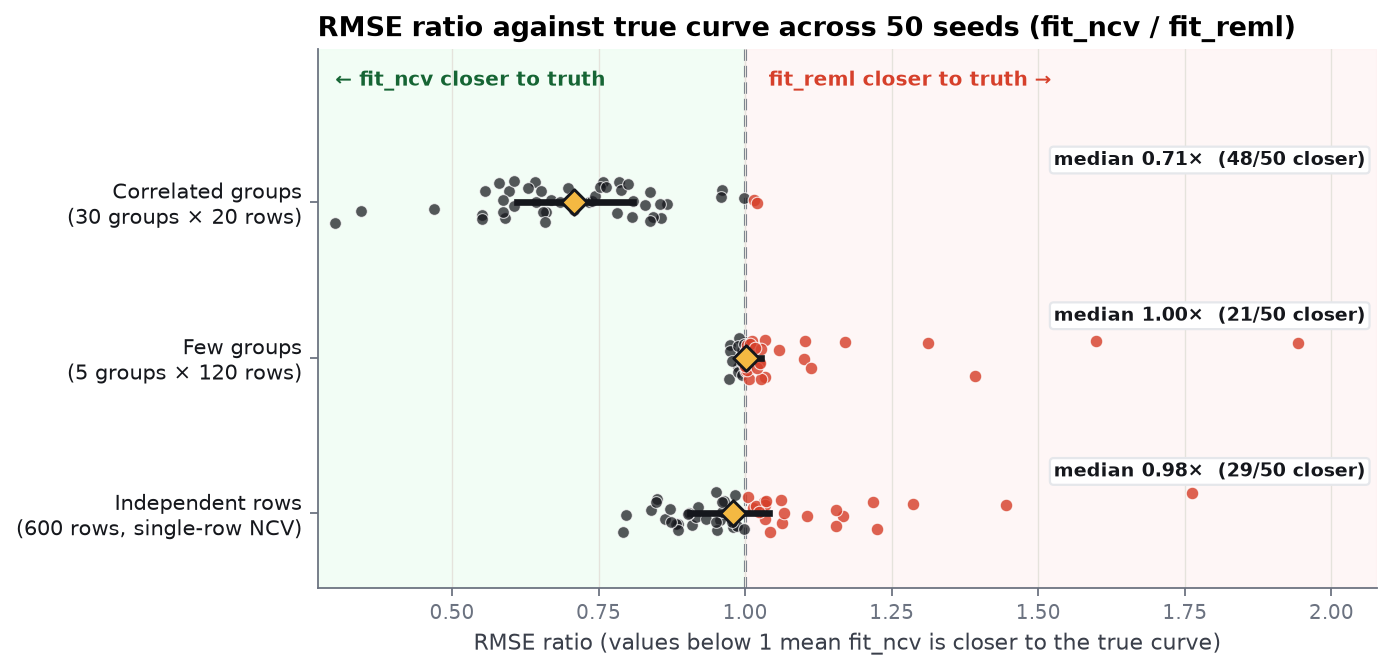 RMSE ratio against true curve across 50 seeds (fit_ncv / fit_reml)
← fit_ncv closer to truth
fit_reml closer to truth →
median 0.71× (48/50 closer)
Correlated groups
(30 groups × 20 rows)
median 1.00× (21/50 closer)
Few groups
(5 groups × 120 rows)
median 0.98× (29/50 closer)
Independent rows
(600 rows, single-row NCV)
0.50 0.75 1.00 1.25 1.50 1.75 2.00
RMSE ratio (values below 1 mean fit_ncv is closer to the true curve)